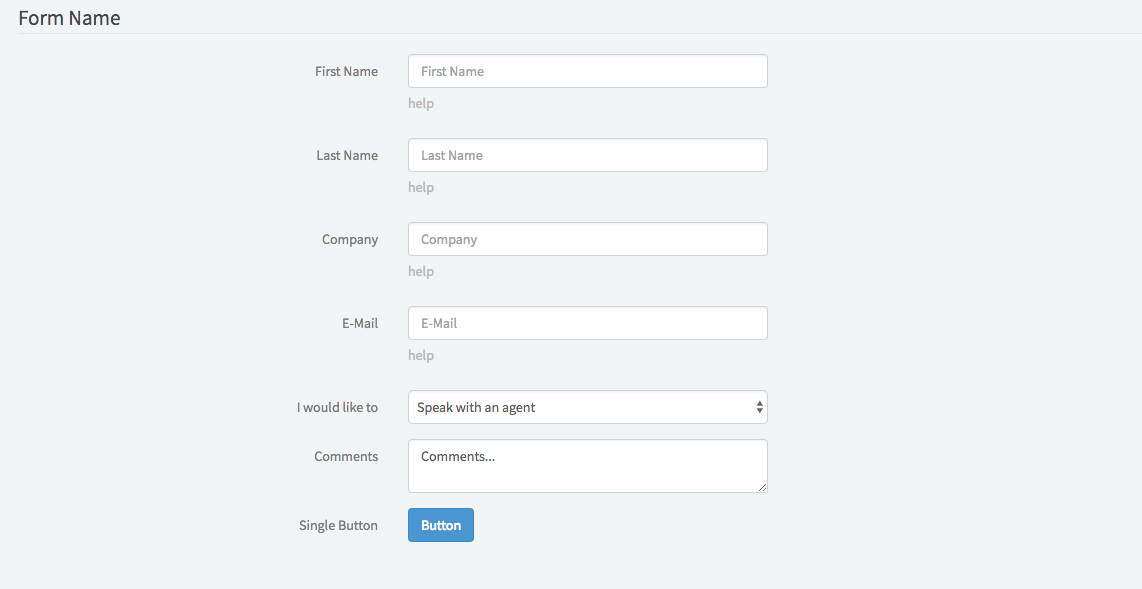 Form Name
First Name First Name
help
Last Name Last Name
help
Company Company
help
E-Mail E-Mail
help
I would like to Speak with an agent
Comments Comments...
Single Button Button